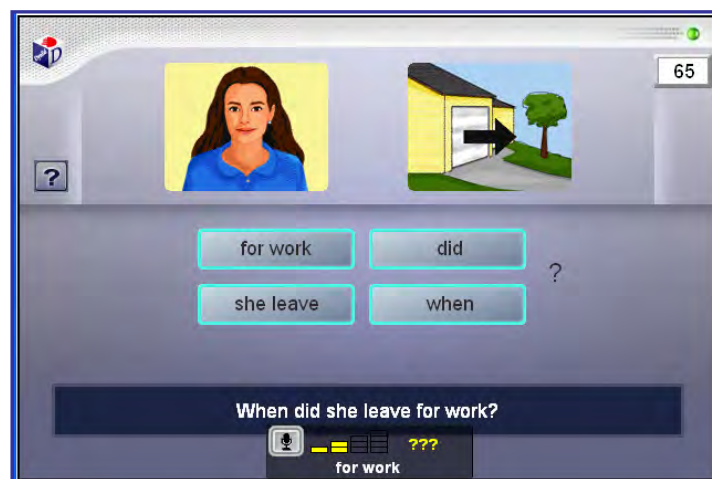 65
?
for work
did
?
she leave
when
When did she leave for work?
???
for work